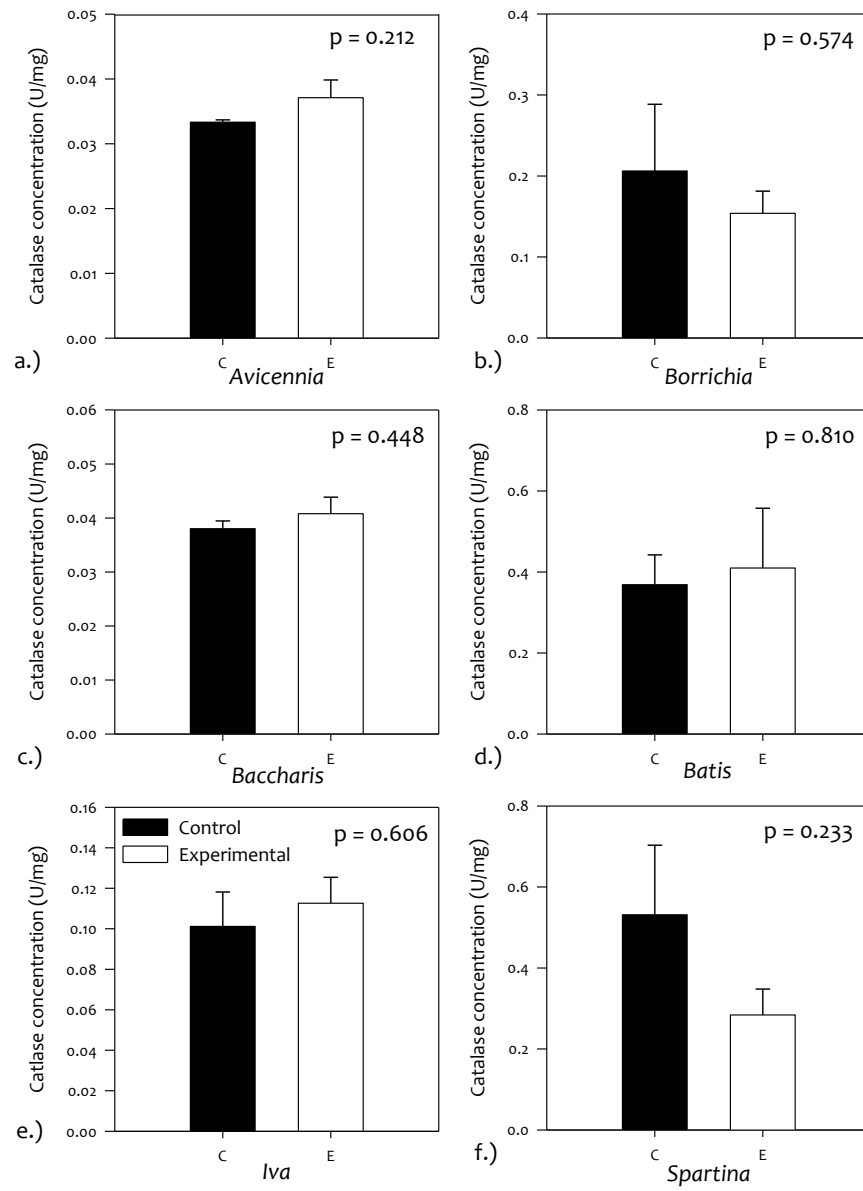 Catalase concentration (U/mg)
0.05
0.04
0.03
0.02
0.01
0.00
p = 0.212
C
E
a.)
Avicennia
Catalase concentration (U/mg)
0.4
0.3
0.2
0.1
0.0
p = 0.574
C
E
b.)
Borrichia
Catalase concentration (U/mg)
0.06
0.05
0.04
0.03
0.02
0.01
0.00
p = 0.448
C
E
c.)
Baccharis
Catalase concentration (U/mg)
0.8
0.6
0.4
0.2
0.0
p = 0.810
C
E
d.)
Batis
Catlase concentration (U/mg)
0.16
0.14
0.12
0.10
0.08
0.06
0.04
0.02
0.00
Control
Experimental
p = 0.606
C
E
e.)
Iva
Catalase concentration (U/mg)
0.8
0.6
0.4
0.2
0.0
p = 0.233
C
E
f.)
Spartina